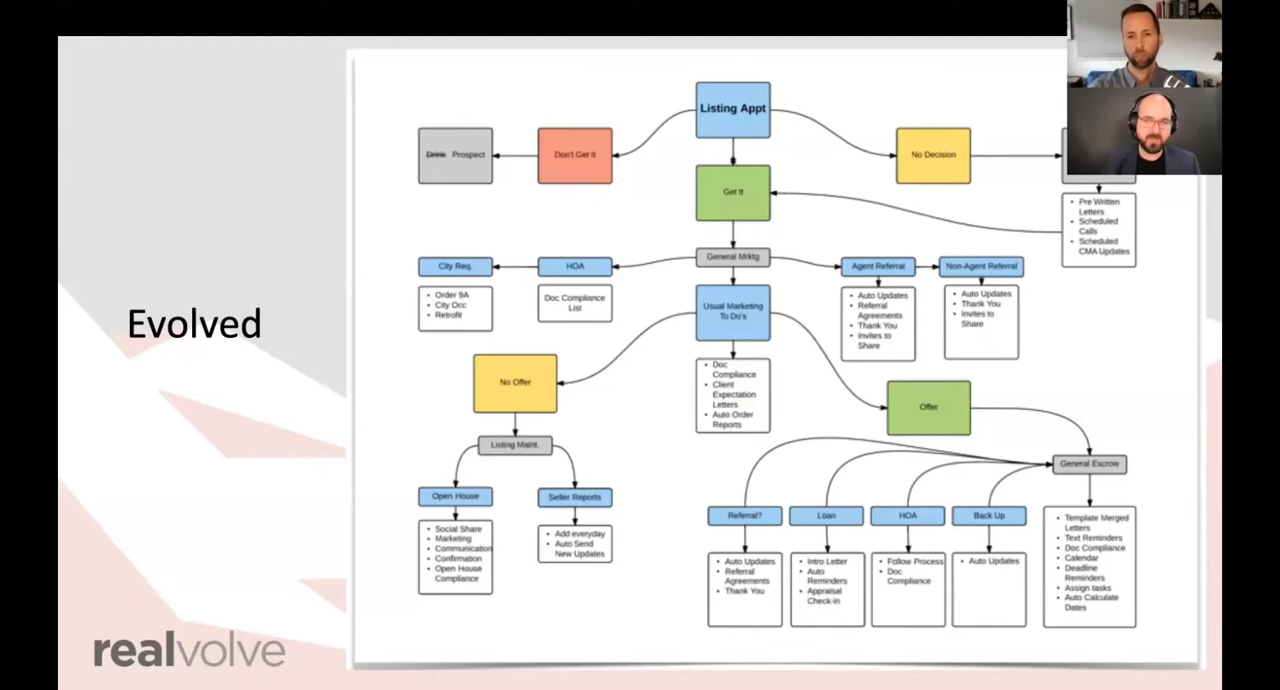 Listing Appt
Drink Prospect
Don't Get it
No Decision
Get It
Pre Written
Letters
Scheduled
Calls
Scheduled
CMA Updates
General Mrktg
City Req.
HOA
Agent Referral
Non-Agent Referral
Order 9A
City Occ
Retrofit
Doc Compliance
List
Usual Marketing
To Do's
Auto Updates
Referral
Agreements
Thank You
Invites to
Share
Auto Updates
Thank You
Invites to
Share
Evolved
No Offer
Doc
Compliance
Client
Expectation
Letters
Auto Order
Reports
Offer
Listing Maint.
General Escrow
Open House
Seller Reports
Social Share
Marketing
Communication
Confirmation
Open House
Compliance
Add everyday
Auto Send
New Updates
Referral?
Loan
HOA
Back Up
Auto Updates
Referral
Agreements
Thank You
Intro Letter
Auto
Reminders
Appraisal
Check-in
Follow Process
Doc
Compliance
Auto Updates
Template Merged
Letters
Text Reminders
Doc Compliance
Calendar
Deadline
Reminders
Assign tasks
Auto Calculate
Dates
realvolve